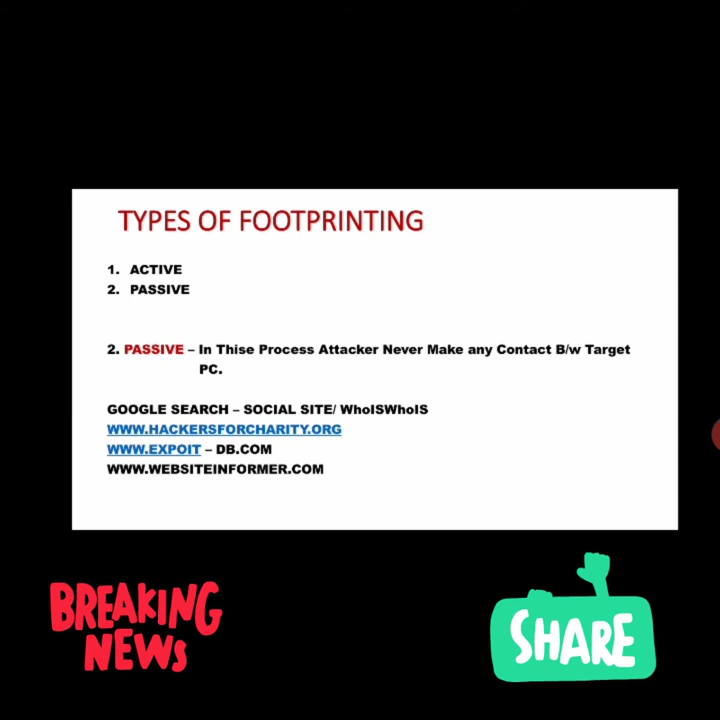 TYPES OF FOOTPRINTING
1. ACTIVE
2. PASSIVE
2. PASSIVE – In Thise Process Attacker Never Make any Contact B/w Target
PC.
GOOGLE SEARCH – SOCIAL SITE/ WhoISWhoIS
WWW.HACKERSFORCHARITY.ORG
WWW.EXPOIT – DB.COM
WWW.WEBSITEINFORMER.COM
BREAKING
NEWS
SHARE